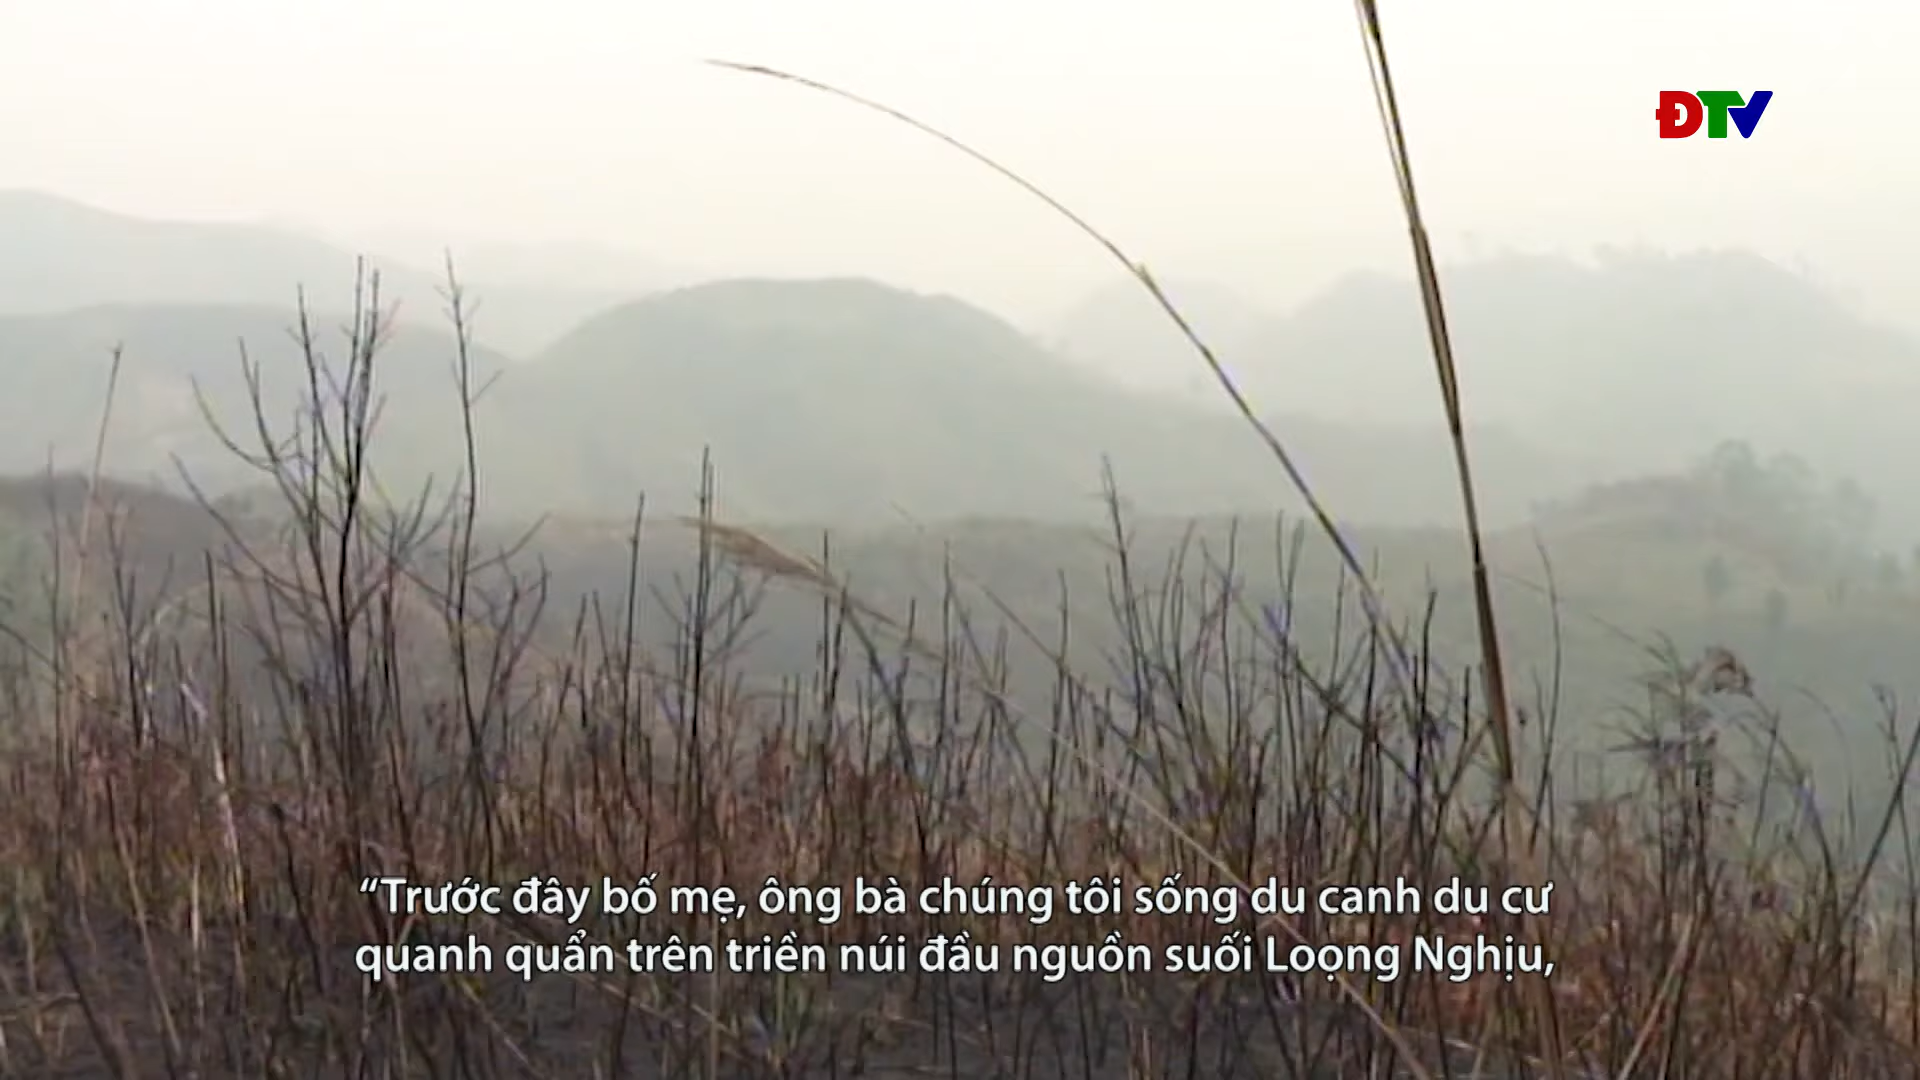 ĐTV
“Trước đây bố mẹ, ông bà chúng tôi sống du canh du cư
quanh quẩn trên triền núi đầu nguồn suối Loọng Nghịu,